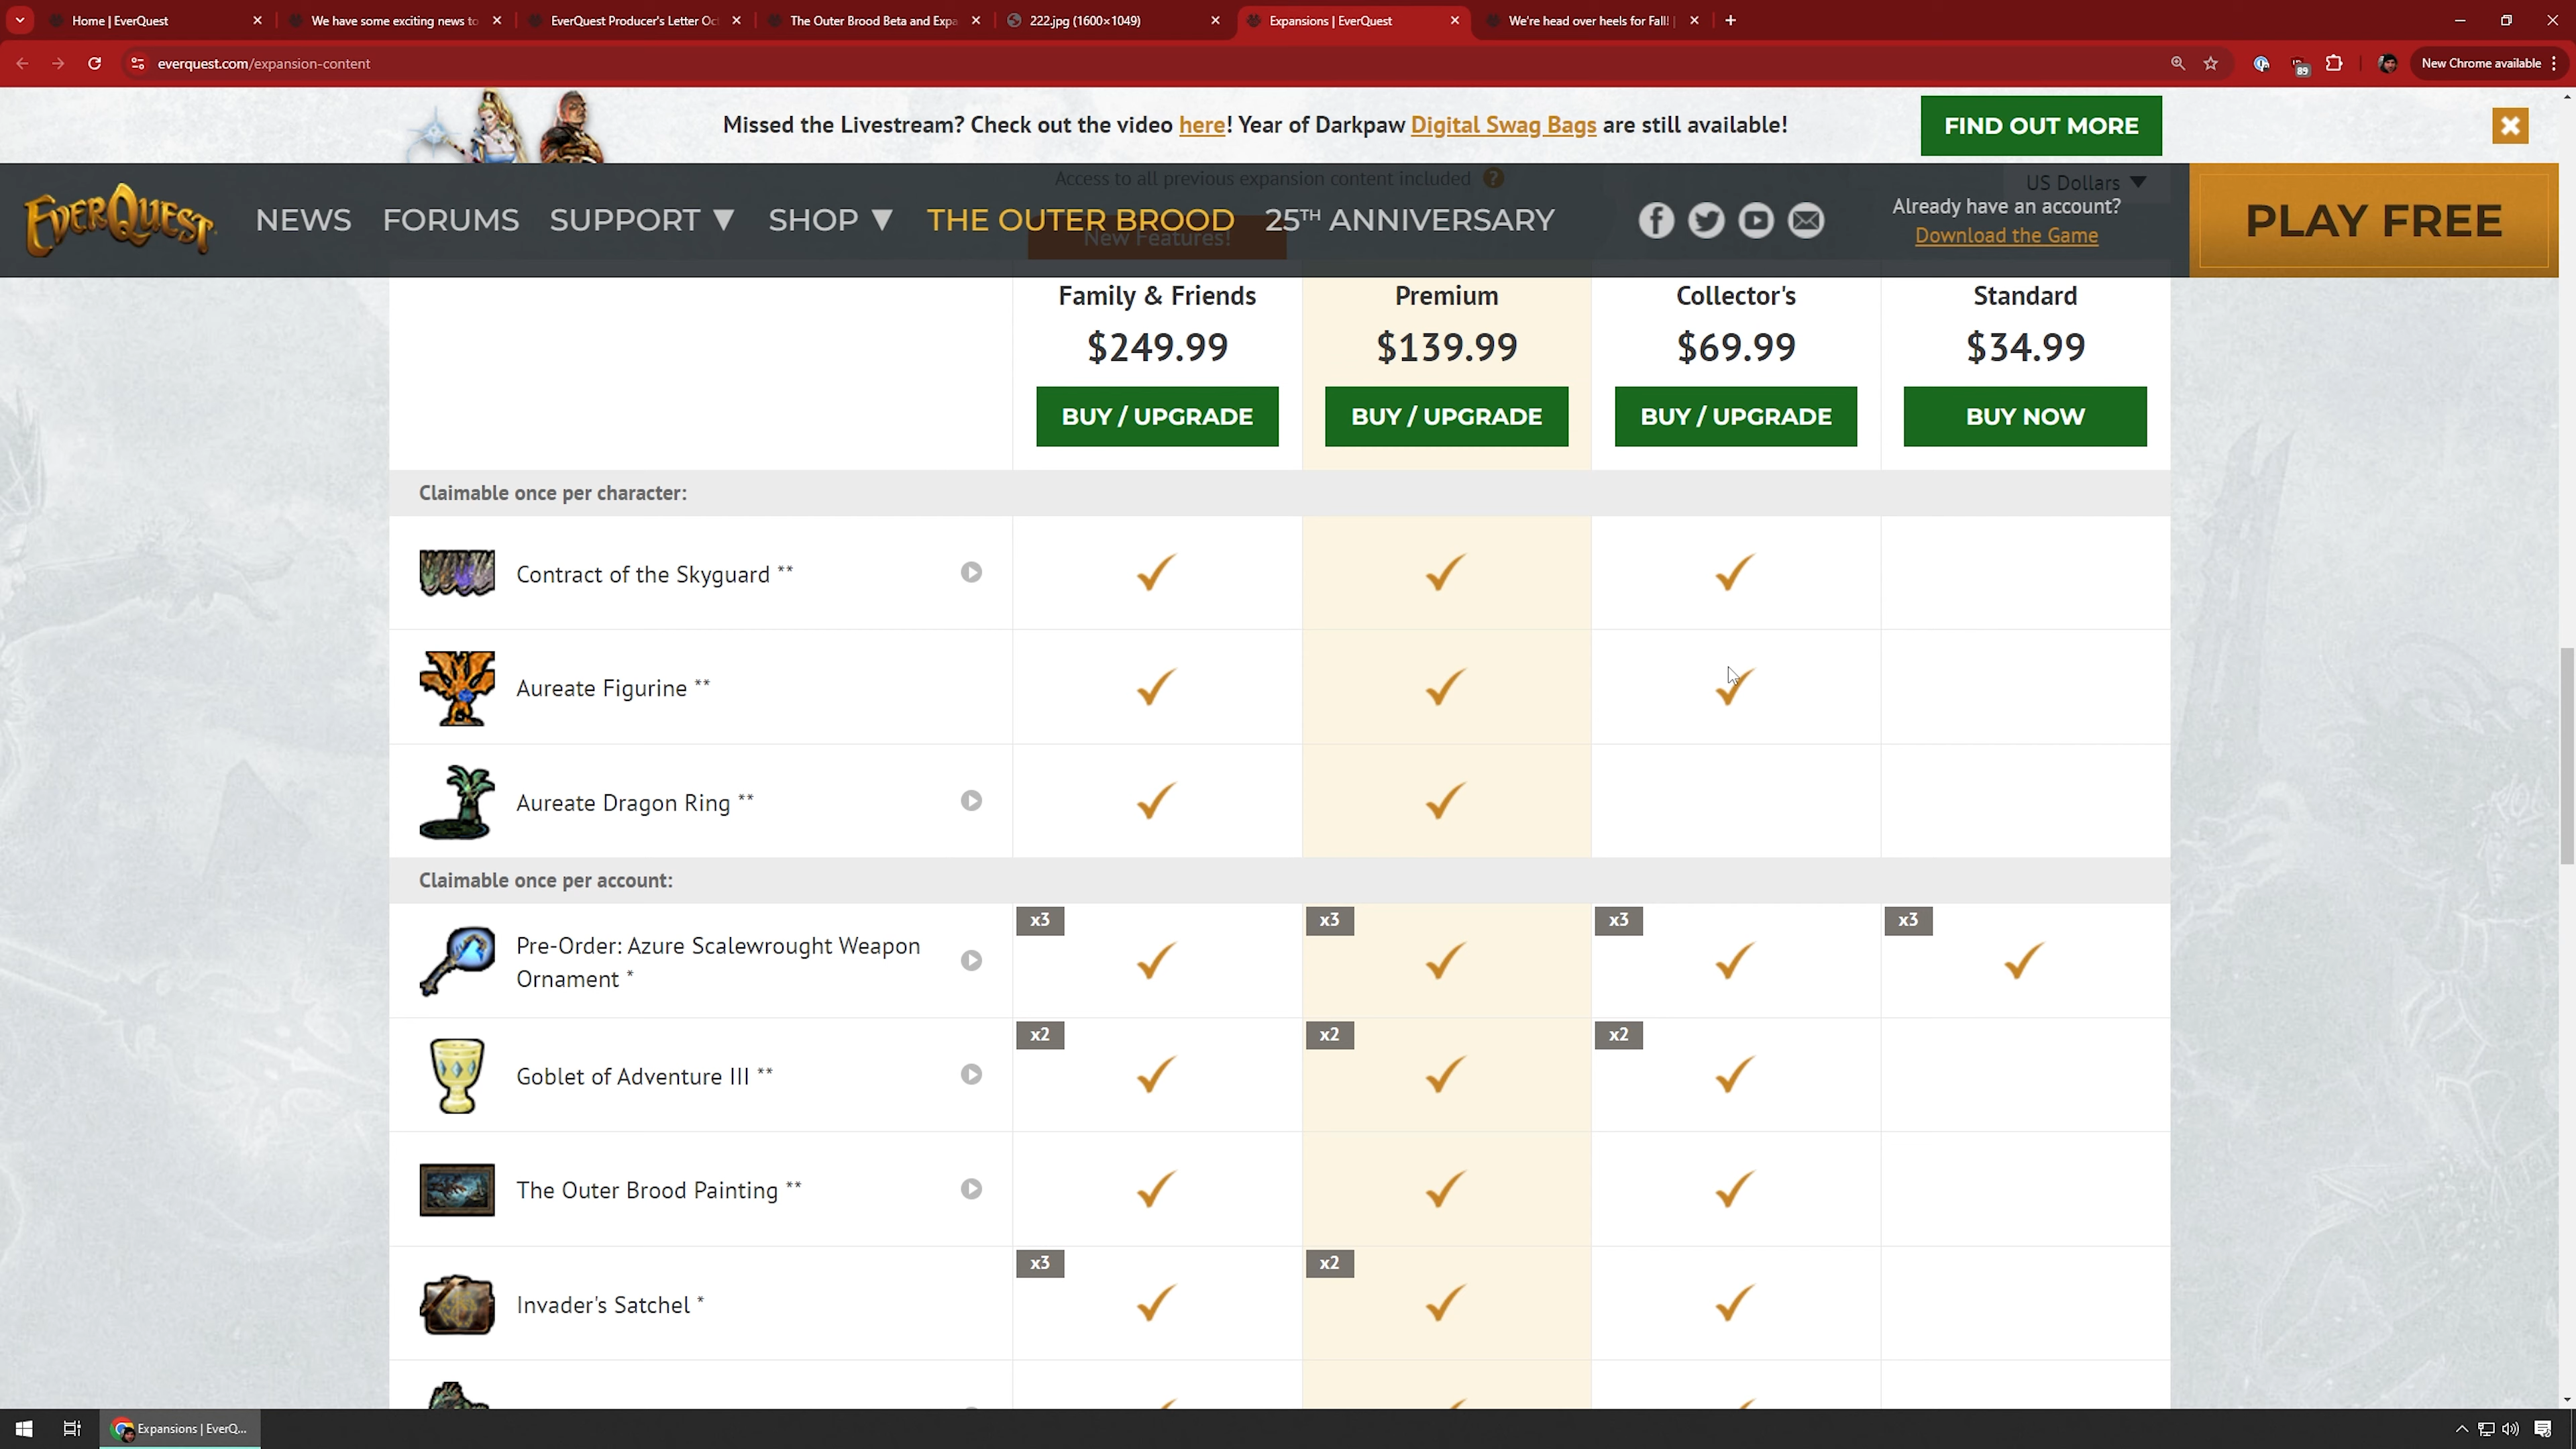 Home | EverQuest
We have some exciting news to
EverQuest Producer's Letter Oc
The Outer Brood Beta and Expa
222.jpg (1600×1049)
Expansions | EverQuest
We're head over heels for Fall! |
everquest.com/expansion-content
89
New Chrome available
Missed the Livestream? Check out the video here! Year of Darkpaw Digital Swag Bags are still available!
FIND OUT MORE
Access to all previous expansion content included ?
US Dollars ▼
EVERQUEST
NEWS FORUMS SUPPORT ▼ SHOP ▼ THE OUTER BROOD 25TH ANNIVERSARY
Already have an account?
Download the Game
PLAY FREE
New Features!
Family & Friends Premium Collector's Standard
$249.99 $139.99 $69.99 $34.99
BUY / UPGRADE BUY / UPGRADE BUY / UPGRADE BUY NOW
Claimable once per character:
Contract of the Skyguard **
Aureate Figurine **
Aureate Dragon Ring **
Claimable once per account:
x3 x3 x3 x3
Pre-Order: Azure Scalewrought Weapon
Ornament *
x2 x2 x2
Goblet of Adventure III **
The Outer Brood Painting **
x3 x2
Invader's Satchel *
Expansions | EverQ...